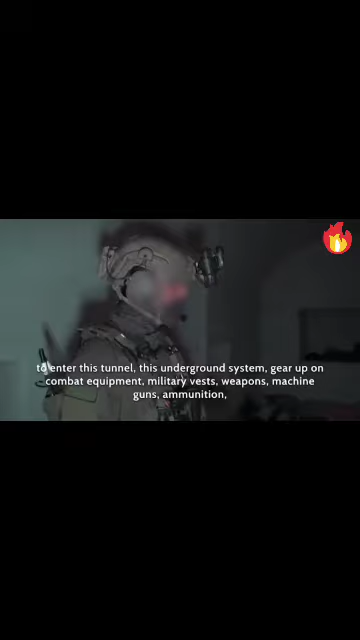 to enter this tunnel, this underground system, gear up on
combat equipment, military vests, weapons, machine
guns, ammunition,